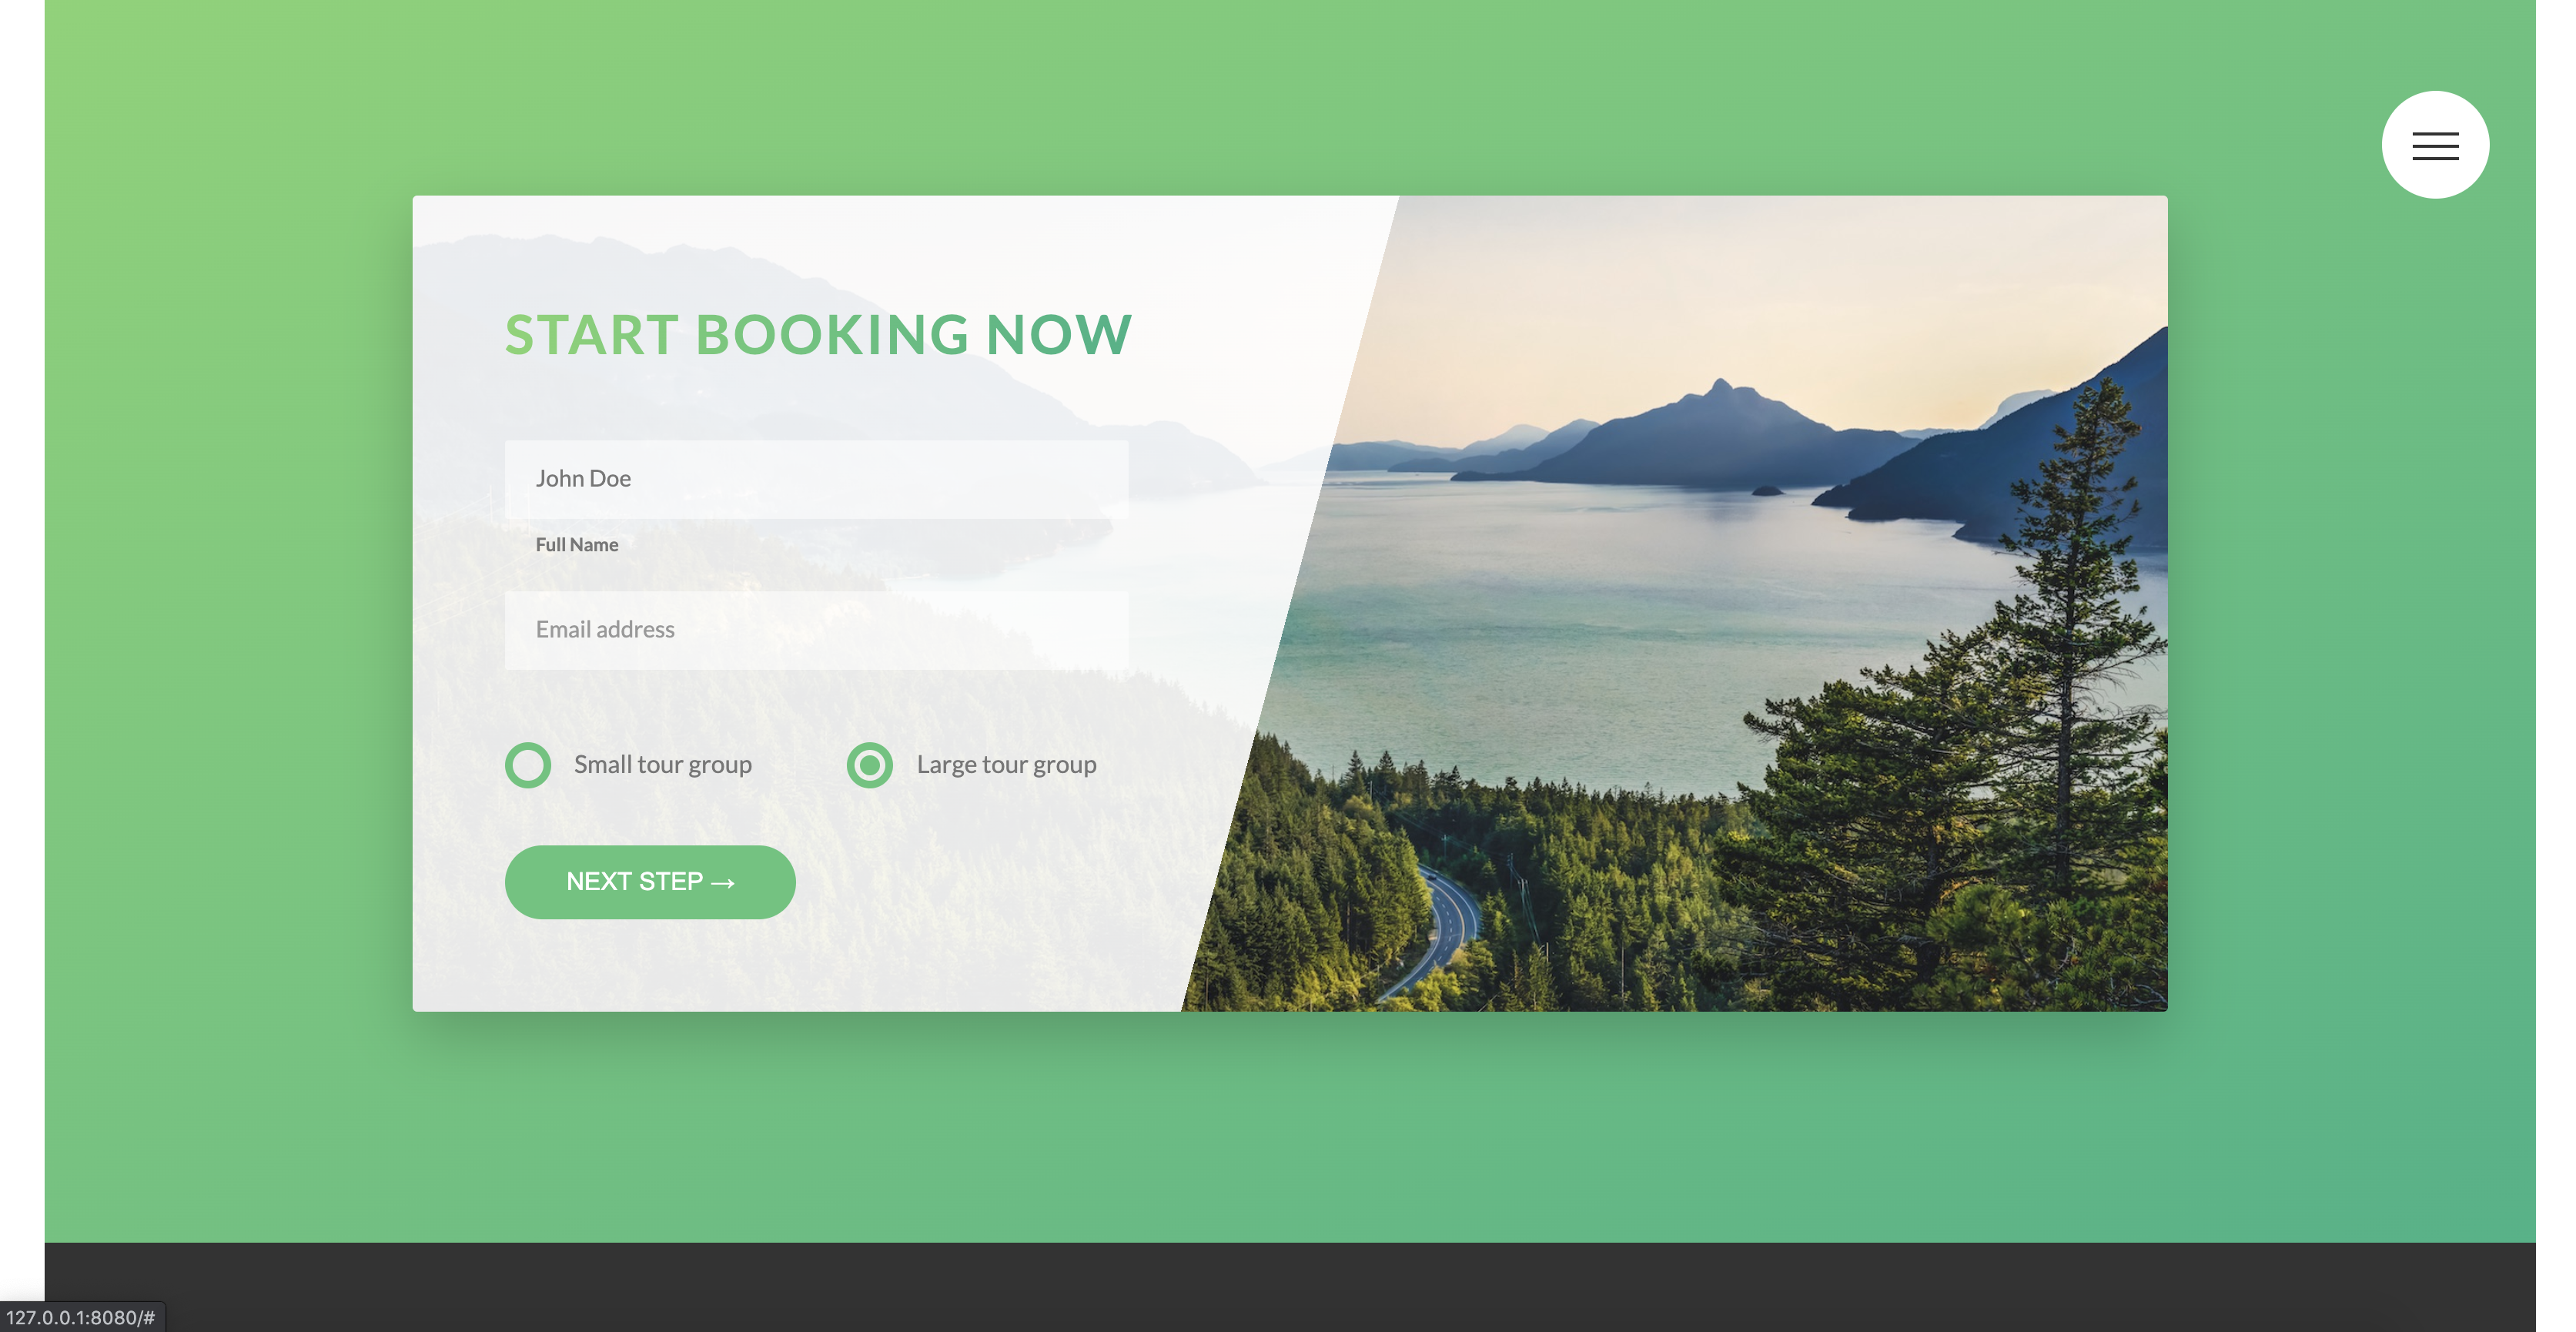 START BOOKING NOW
John Doe
Full Name
Email address
Small tour group
Large tour group
NEXT STEP →
127.0.0.1:8080/#